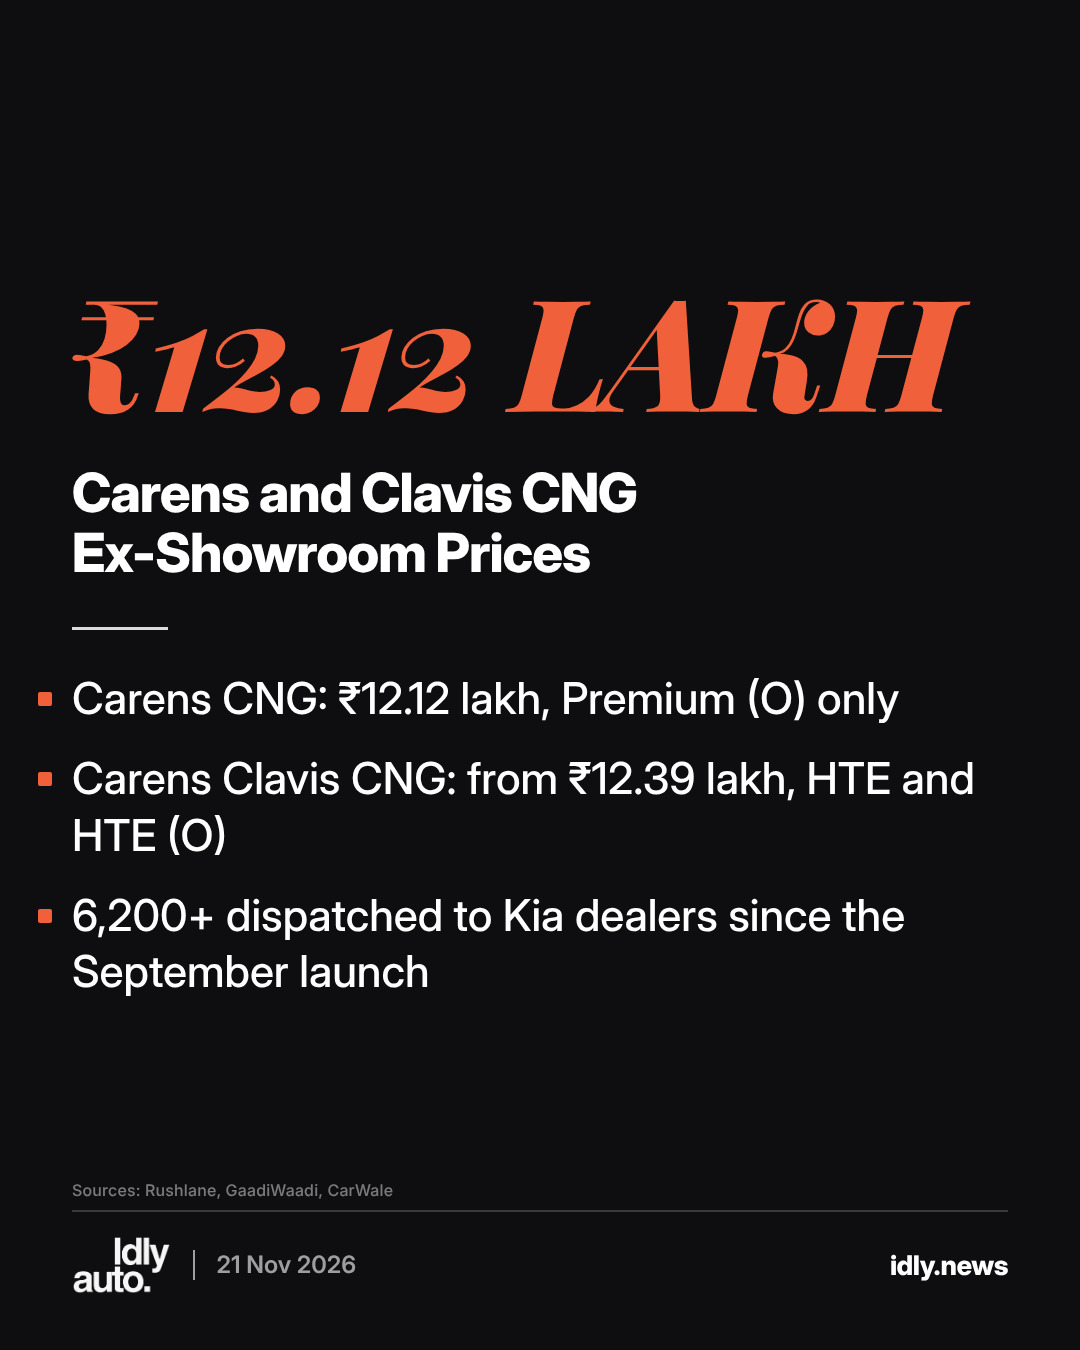 ₹12.12 LAKH
Carens and Clavis CNG
Ex-Showroom Prices
Carens CNG: ₹12.12 lakh, Premium (O) only
Carens Clavis CNG: from ₹12.39 lakh, HTE and
HTE (O)
6,200+ dispatched to Kia dealers since the
September launch
Sources: Rushlane, GaadiWaadi, CarWale
Idly
auto.
21 Nov 2026
idly.news